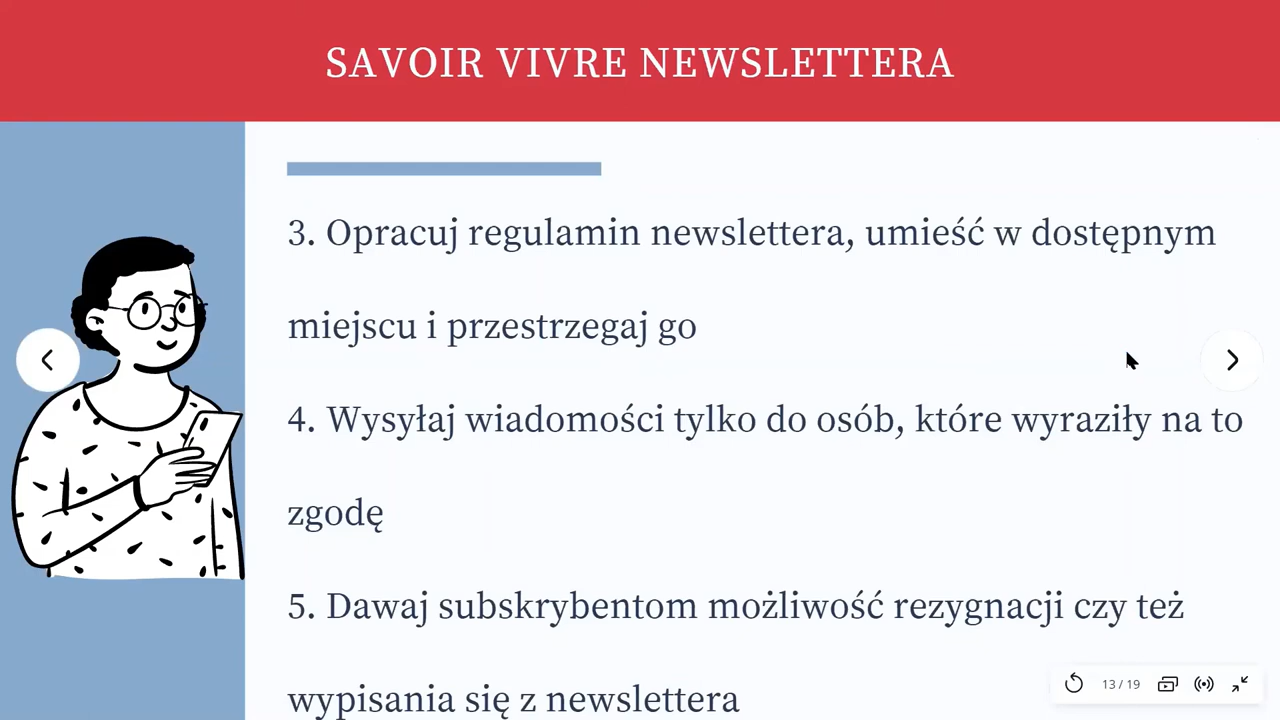 SAVOIR VIVRE NEWSLETTERA
3. Opracuj regulamin newslettera, umieść w dostępnym
miejscu i przestrzegaj go
4. Wysyłaj wiadomości tylko do osób, które wyraziły na to
zgodę
5. Dawaj subskrybentom możliwość rezygnacji czy też
wypisania się z newslettera
13 / 19